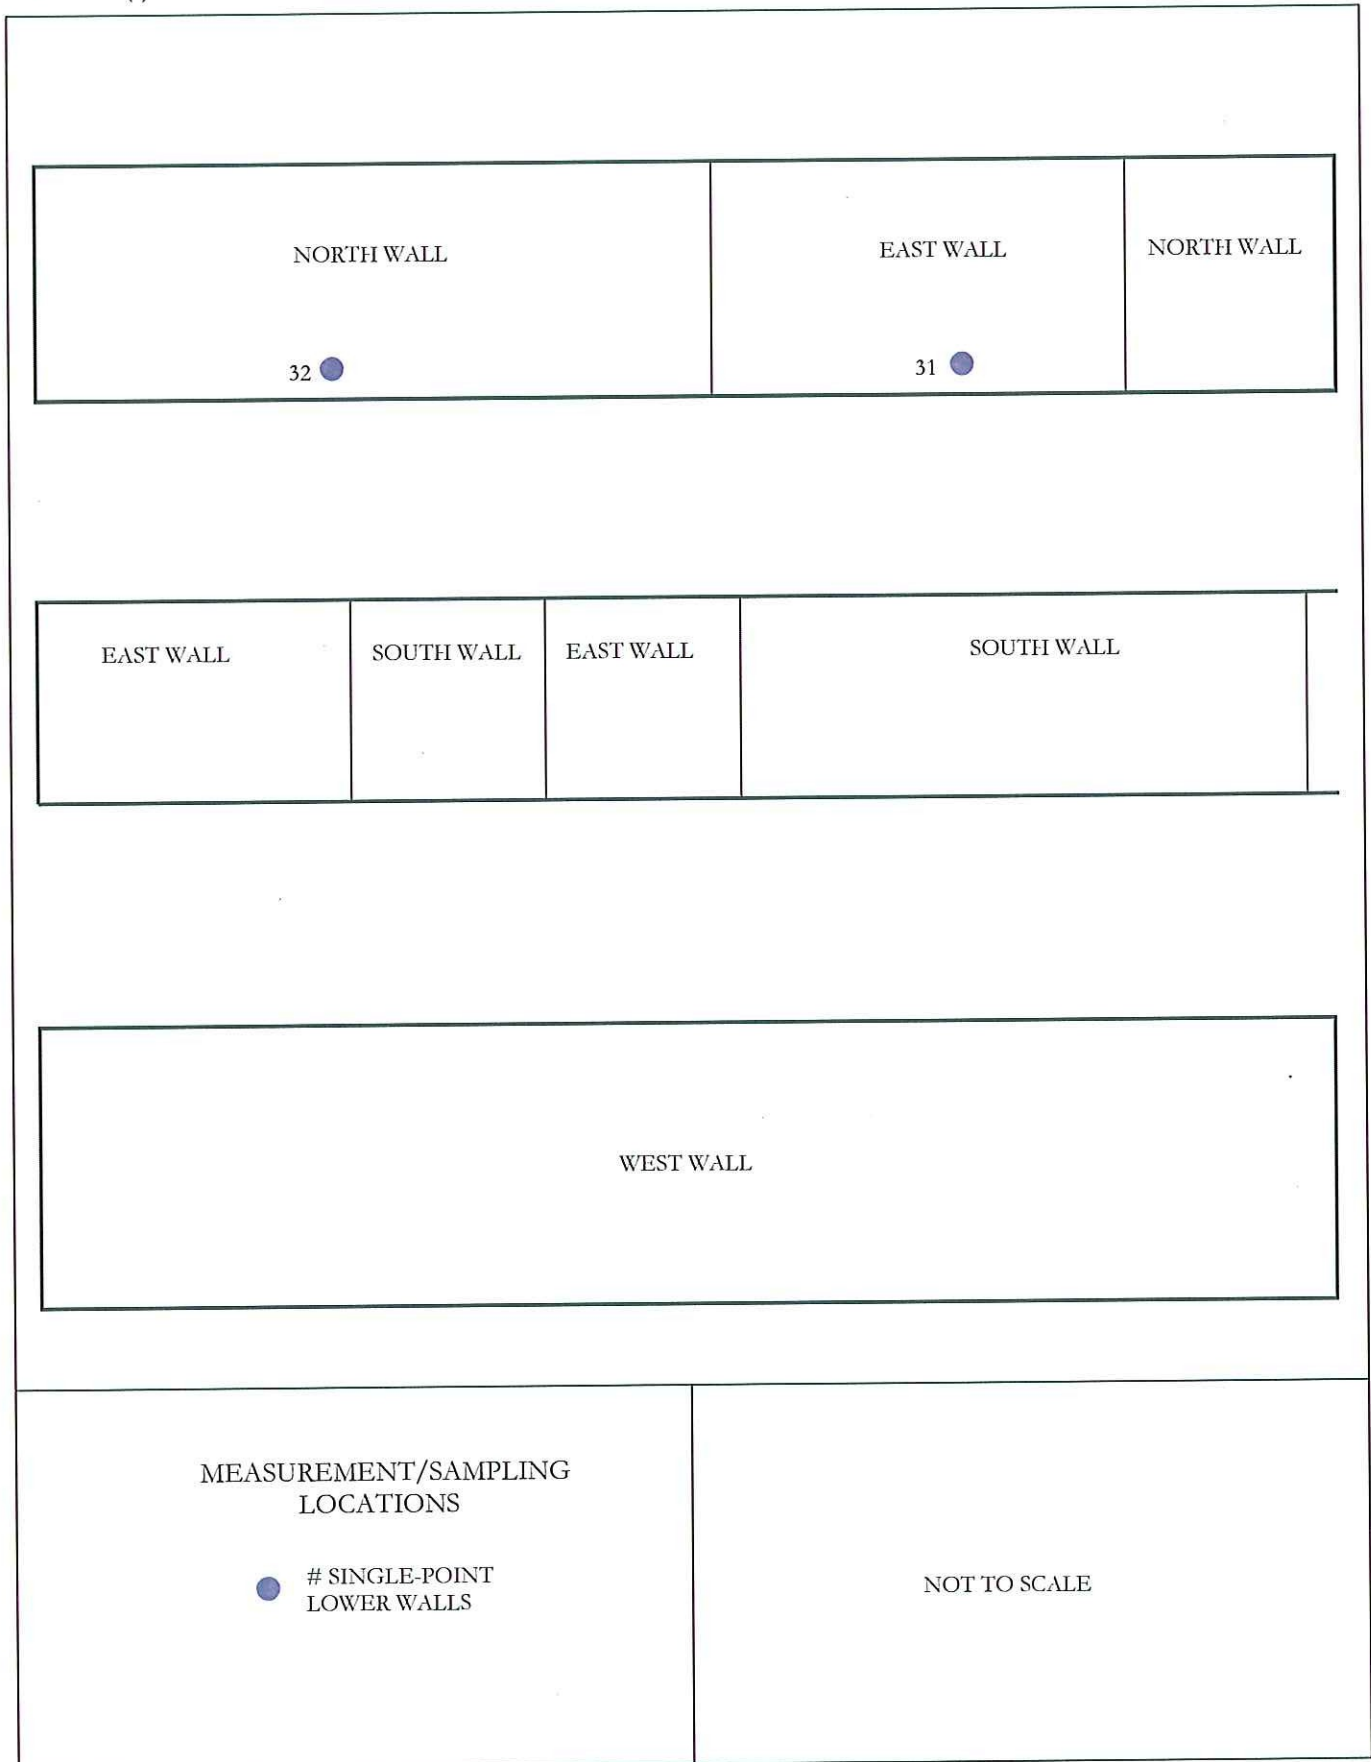 NORTH WALL
EAST WALL
NORTH WALL
32
31
EAST WALL
SOUTH WALL
EAST WALL
SOUTH WALL
WEST WALL
MEASUREMENT/SAMPLING
LOCATIONS
# SINGLE-POINT
LOWER WALLS
NOT TO SCALE